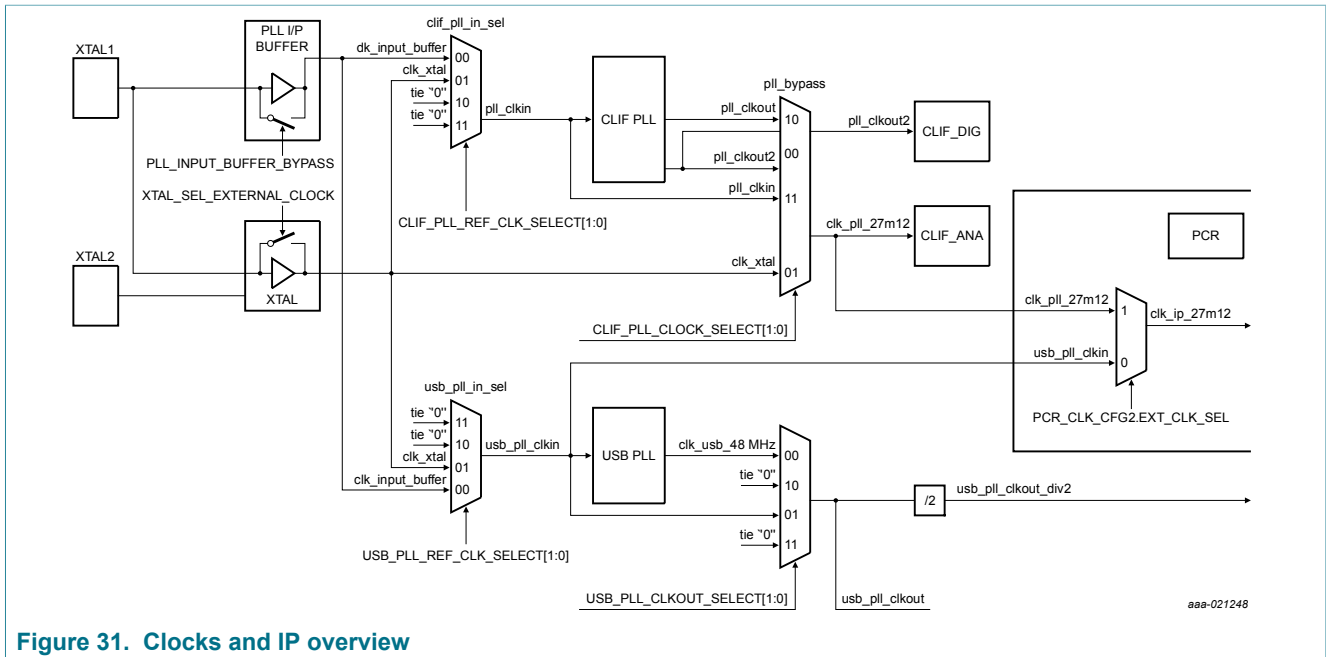 XTAL1
PLL I/P
BUFFER
PLL_INPUT_BUFFER_BYPASS
XTAL_SEL_EXTERNAL_CLOCK
XTAL2
XTAL
clif_pll_in_sel
dk_input_buffer
00
clk_xtal
01
tie `'0''
10
tie `'0''
11
pll_clkin
CLIF_PLL_REF_CLK_SELECT[1:0]
CLIF PLL
pll_bypass
pll_clkout
10
00
pll_clkout2
pll_clkin
11
clk_xtal
01
CLIF_PLL_CLOCK_SELECT[1:0]
pll_clkout2
CLIF_DIG
clk_pll_27m12
CLIF_ANA
PCR
clk_pll_27m12
1
clk_ip_27m12
usb_pll_clkin
0
PCR_CLK_CFG2.EXT_CLK_SEL
usb_pll_in_sel
tie `'0''
11
tie `'0''
10
clk_xtal
01
clk_input_buffer
00
usb_pll_clkin
USB_PLL_REF_CLK_SELECT[1:0]
USB PLL
clk_usb_48 MHz
00
tie `'0''
10
01
tie `'0''
11
USB_PLL_CLKOUT_SELECT[1:0]
/2
usb_pll_clkout_div2
usb_pll_clkout
aaa-021248
Figure 31. Clocks and IP overview